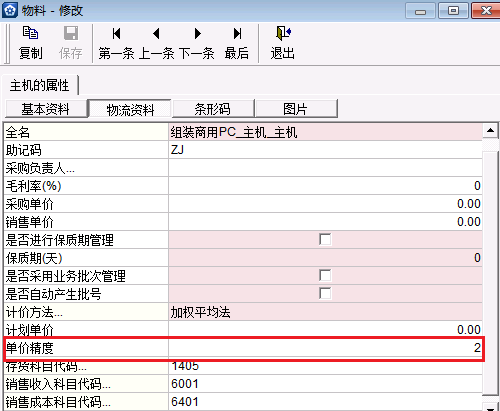 物料 - 修改
复制 保存 第一条 上一条 下一条 最后 退出
主机的属性
基本资料 物流资料 条形码 图片
全名 组装商用PC_主机_主机
助记码 ZJ
采购负责人...
毛利率(%) 0
采购单价 0.00
销售单价 0.00
是否进行保质期管理
保质期(天) 0
是否采用业务批次管理
是否自动产生批号
计价方法... 加权平均法
计划单价 0.00
单价精度 2
存货科目代码... 1405
销售收入科目代码... 6001
销售成本科目代码... 6401